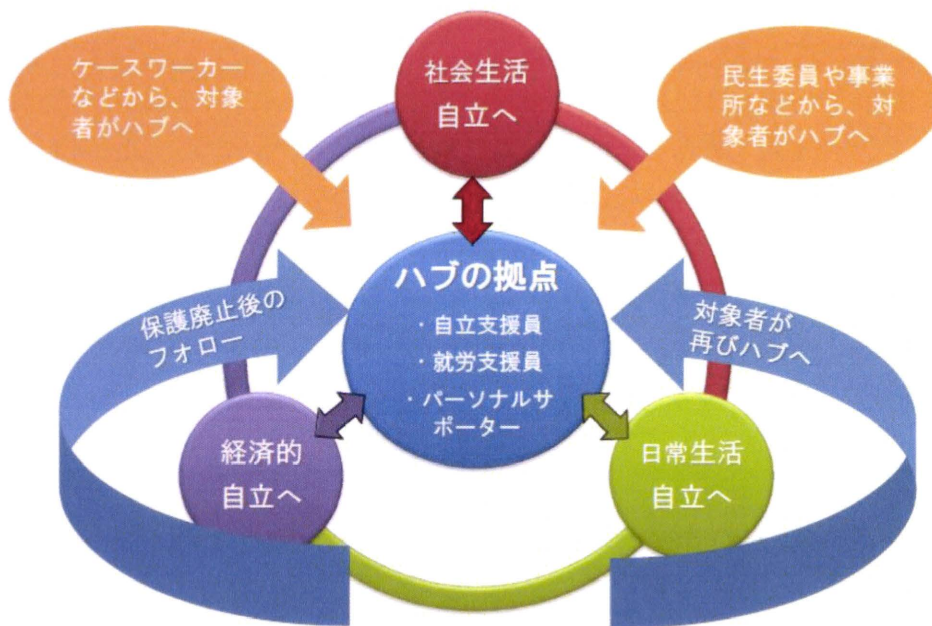 ケースワーカー
などから、対象
者がハブへ
社会生活
自立へ
民生委員や事業
所などから、対
象者がハブへ
ハブの拠点
・自立支援員
・就労支援員
・パーソナルサ
ポーター
保護廃止後の
フォロー
対象者が
再びハブへ
経済的
自立へ
日常生活
自立へ